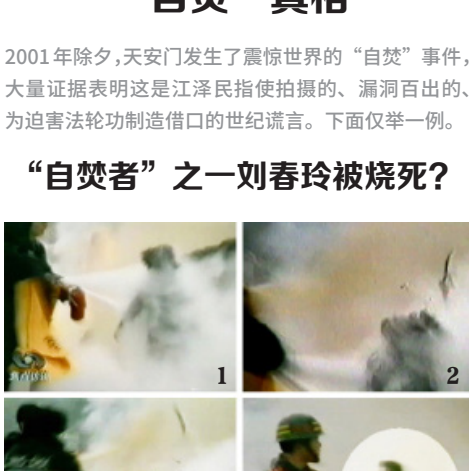 “自焚”真相
2001年除夕,天安门发生了震惊世界的“自焚”事件,
大量证据表明这是江泽民指使拍摄的、漏洞百出的、
为迫害法轮功制造借口的世纪谎言。下面仅举一例。
“自焚者”之一刘春玲被烧死?
1
2